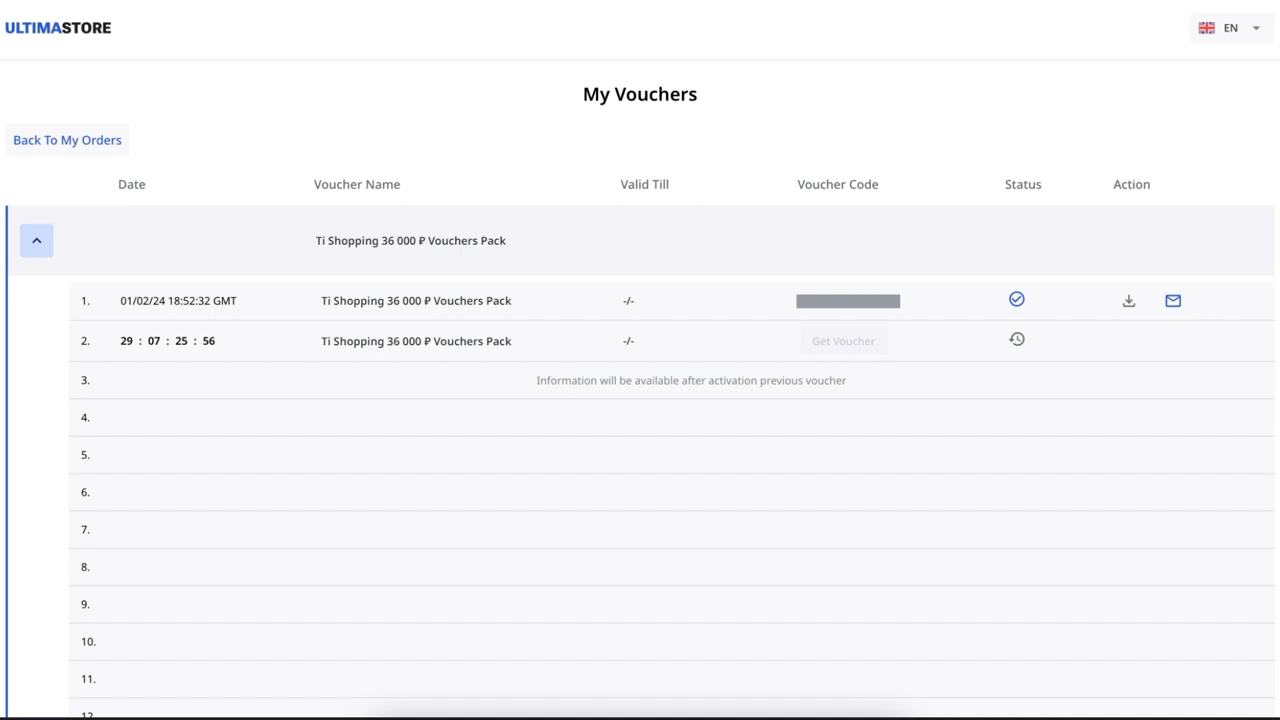 ULTIMASTORE
EN
My Vouchers
Back To My Orders
Date Voucher Name Valid Till Voucher Code Status Action
Ti Shopping 36 000 ₽ Vouchers Pack
1. 01/02/24 18:52:32 GMT Ti Shopping 36 000 ₽ Vouchers Pack -/-
2. 29 : 07 : 25 : 56 Ti Shopping 36 000 ₽ Vouchers Pack -/- Get Voucher
3. Information will be available after activation previous voucher
4.
5.
6.
7.
8.
9.
10.
11.
12